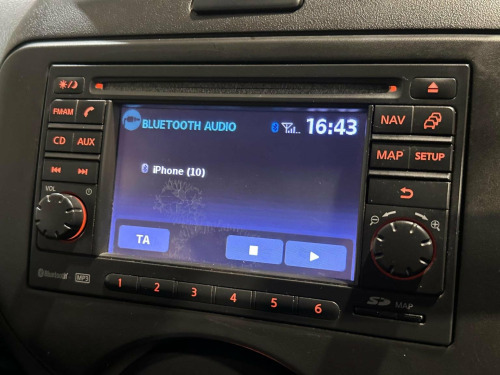 FM·AM
CD AUX
VOL
Bluetooth MP3
BLUETOOTH AUDIO 16:43
iPhone (10)
TA
1 2 3 4 5 6
NAV
MAP SETUP
SD MAP